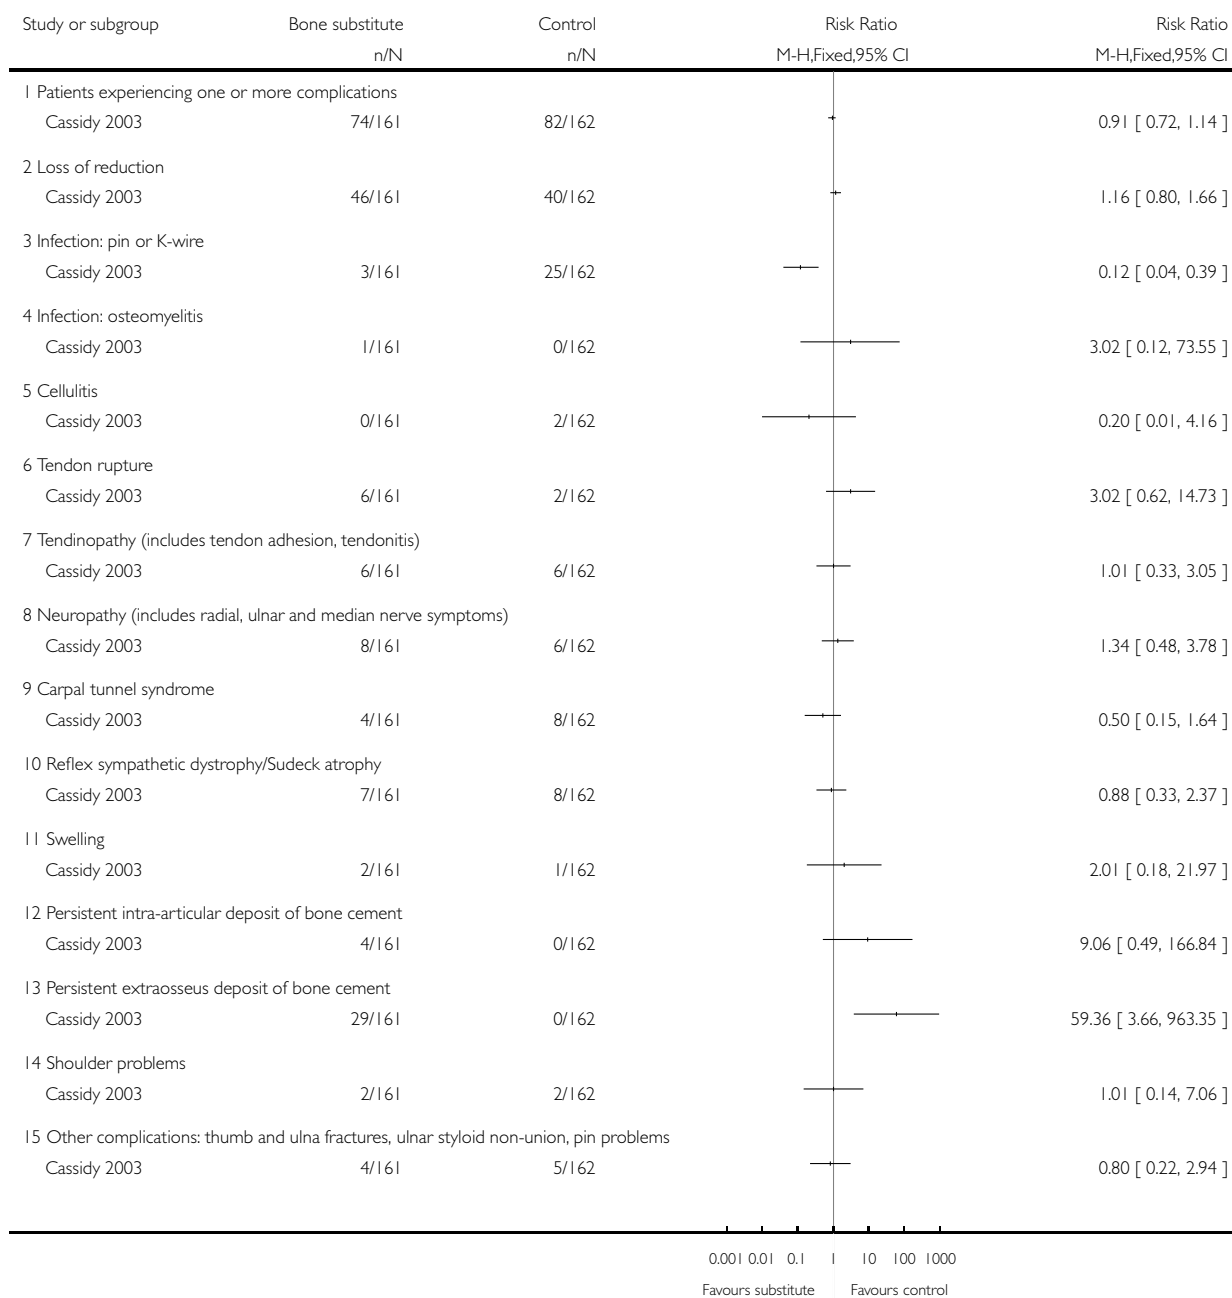 Study or subgroup Bone substitute Control Risk Ratio Risk Ratio
n/N n/N M-H,Fixed,95% CI M-H,Fixed,95% CI
1 Patients experiencing one or more complications
Cassidy 2003 74/161 82/162 0.91 [ 0.72, 1.14 ]
2 Loss of reduction
Cassidy 2003 46/161 40/162 1.16 [ 0.80, 1.66 ]
3 Infection: pin or K-wire
Cassidy 2003 3/161 25/162 0.12 [ 0.04, 0.39 ]
4 Infection: osteomyelitis
Cassidy 2003 1/161 0/162 3.02 [ 0.12, 73.55 ]
5 Cellulitis
Cassidy 2003 0/161 2/162 0.20 [ 0.01, 4.16 ]
6 Tendon rupture
Cassidy 2003 6/161 2/162 3.02 [ 0.62, 14.73 ]
7 Tendinopathy (includes tendon adhesion, tendonitis)
Cassidy 2003 6/161 6/162 1.01 [ 0.33, 3.05 ]
8 Neuropathy (includes radial, ulnar and median nerve symptoms)
Cassidy 2003 8/161 6/162 1.34 [ 0.48, 3.78 ]
9 Carpal tunnel syndrome
Cassidy 2003 4/161 8/162 0.50 [ 0.15, 1.64 ]
10 Reflex sympathetic dystrophy/Sudeck atrophy
Cassidy 2003 7/161 8/162 0.88 [ 0.33, 2.37 ]
11 Swelling
Cassidy 2003 2/161 1/162 2.01 [ 0.18, 21.97 ]
12 Persistent intra-articular deposit of bone cement
Cassidy 2003 4/161 0/162 9.06 [ 0.49, 166.84 ]
13 Persistent extraosseus deposit of bone cement
Cassidy 2003 29/161 0/162 59.36 [ 3.66, 963.35 ]
14 Shoulder problems
Cassidy 2003 2/161 2/162 1.01 [ 0.14, 7.06 ]
15 Other complications: thumb and ulna fractures, ulnar styloid non-union, pin problems
Cassidy 2003 4/161 5/162 0.80 [ 0.22, 2.94 ]
0.001 0.01 0.1 1 10 100 1000
Favours substitute Favours control